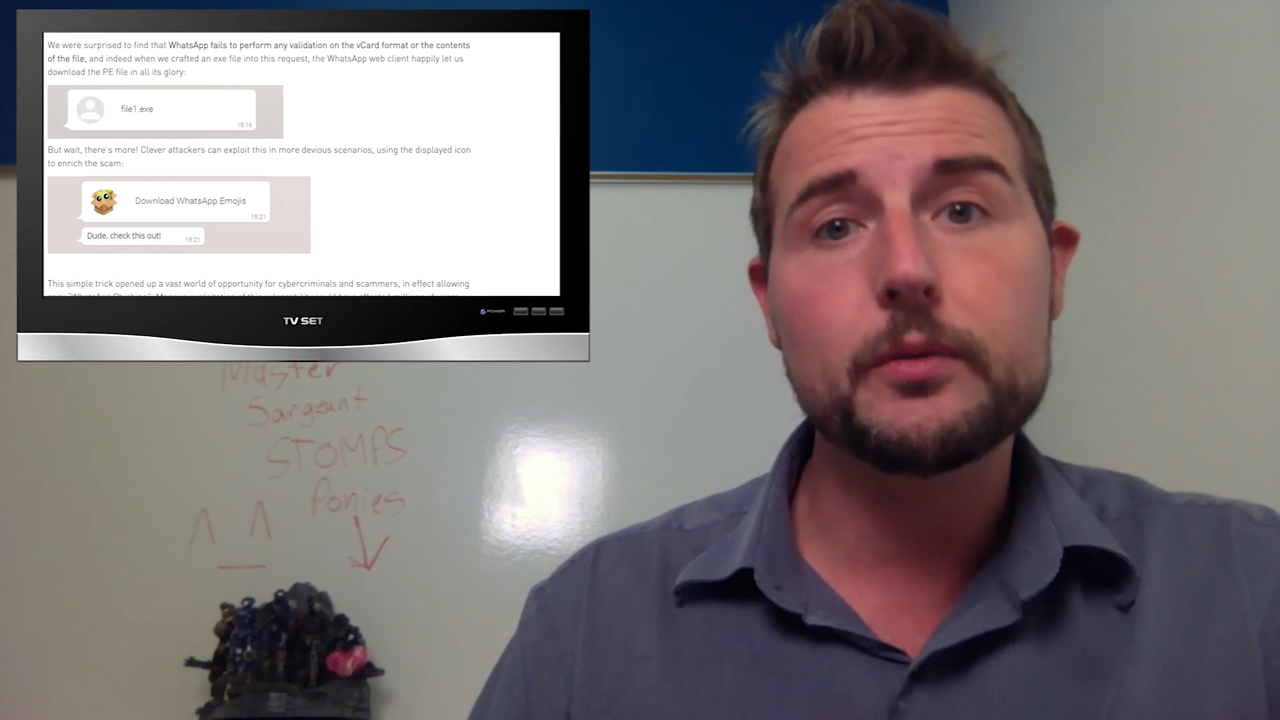 We were surprised to find that WhatsApp fails to perform any validation on the vCard format or the contents
of the file, and indeed when we crafted an exe file into this request, the WhatsApp web client happily let us
download the PE file in all its glory:
file1.exe
18:16
But wait, there's more! Clever attackers can exploit this in more devious scenarios, using the displayed icon
to enrich the scam:
Download WhatsApp Emojis
18:21
Dude, check this out!
18:21
This simple trick opened up a vast world of opportunity for cybercriminals and scammers, in effect allowing
POWER
TV SET
Master
Sargeant
STOMPS
Ponies